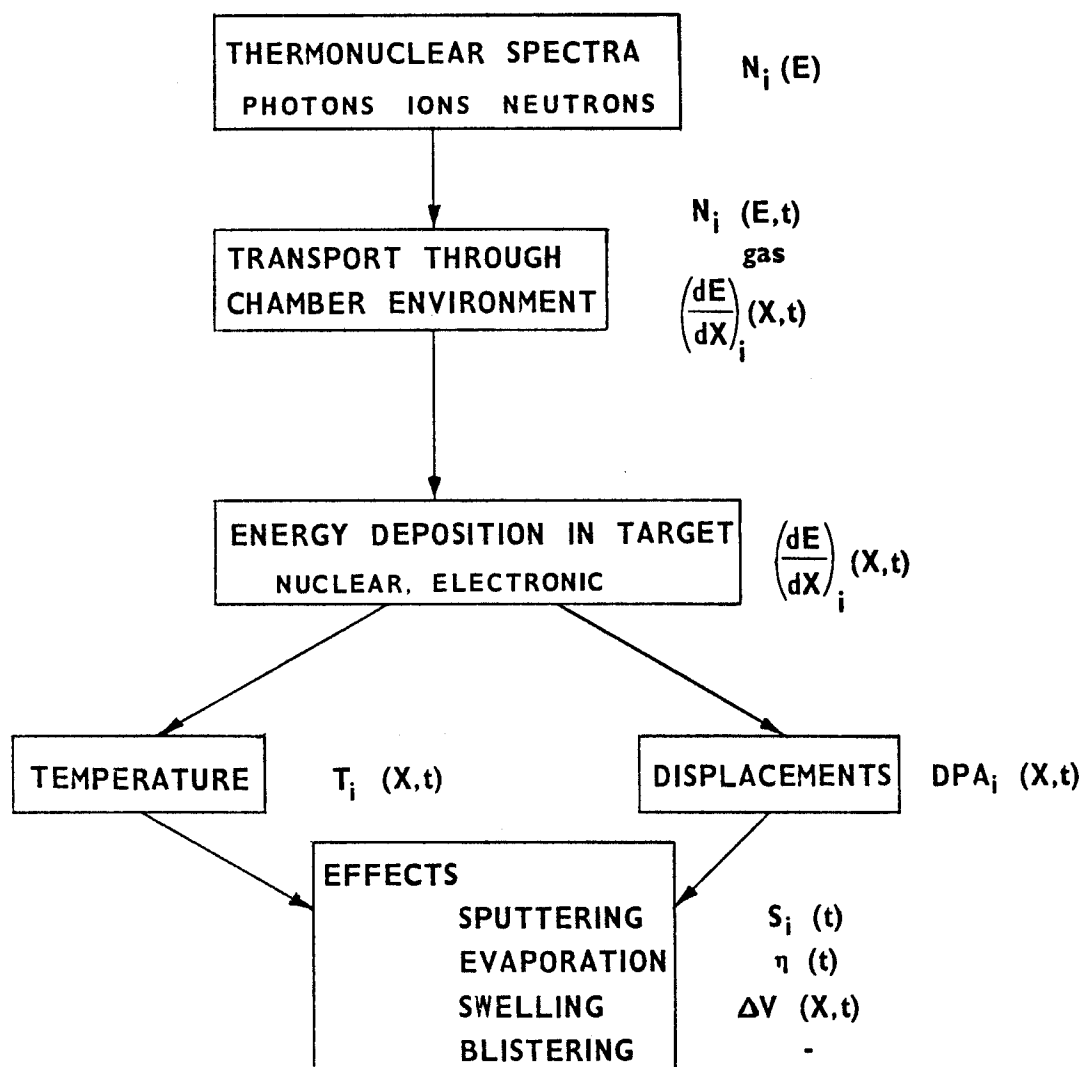 THERMONUCLEAR SPECTRA
PHOTONS IONS NEUTRONS
N_i (E)
TRANSPORT THROUGH
CHAMBER ENVIRONMENT
N_i (E,t)
gas
(dE/dX)_i (X,t)
ENERGY DEPOSITION IN TARGET
NUCLEAR, ELECTRONIC
(dE/dX)_i (X,t)
TEMPERATURE
T_i (X,t)
DISPLACEMENTS
DPA_i (X,t)
EFFECTS
SPUTTERING S_i (t)
EVAPORATION η (t)
SWELLING ΔV (X,t)
BLISTERING -